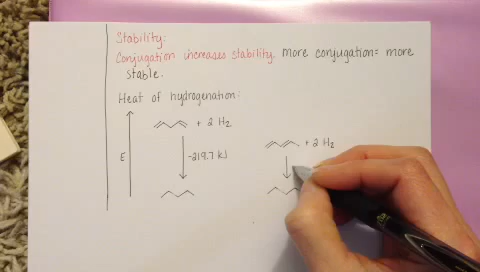 Stability:
Conjugation increases stability. more conjugation = more
stable.
Heat of hydrogenation:
+ 2 H₂
+ 2 H₂
E
-219.7 kJ